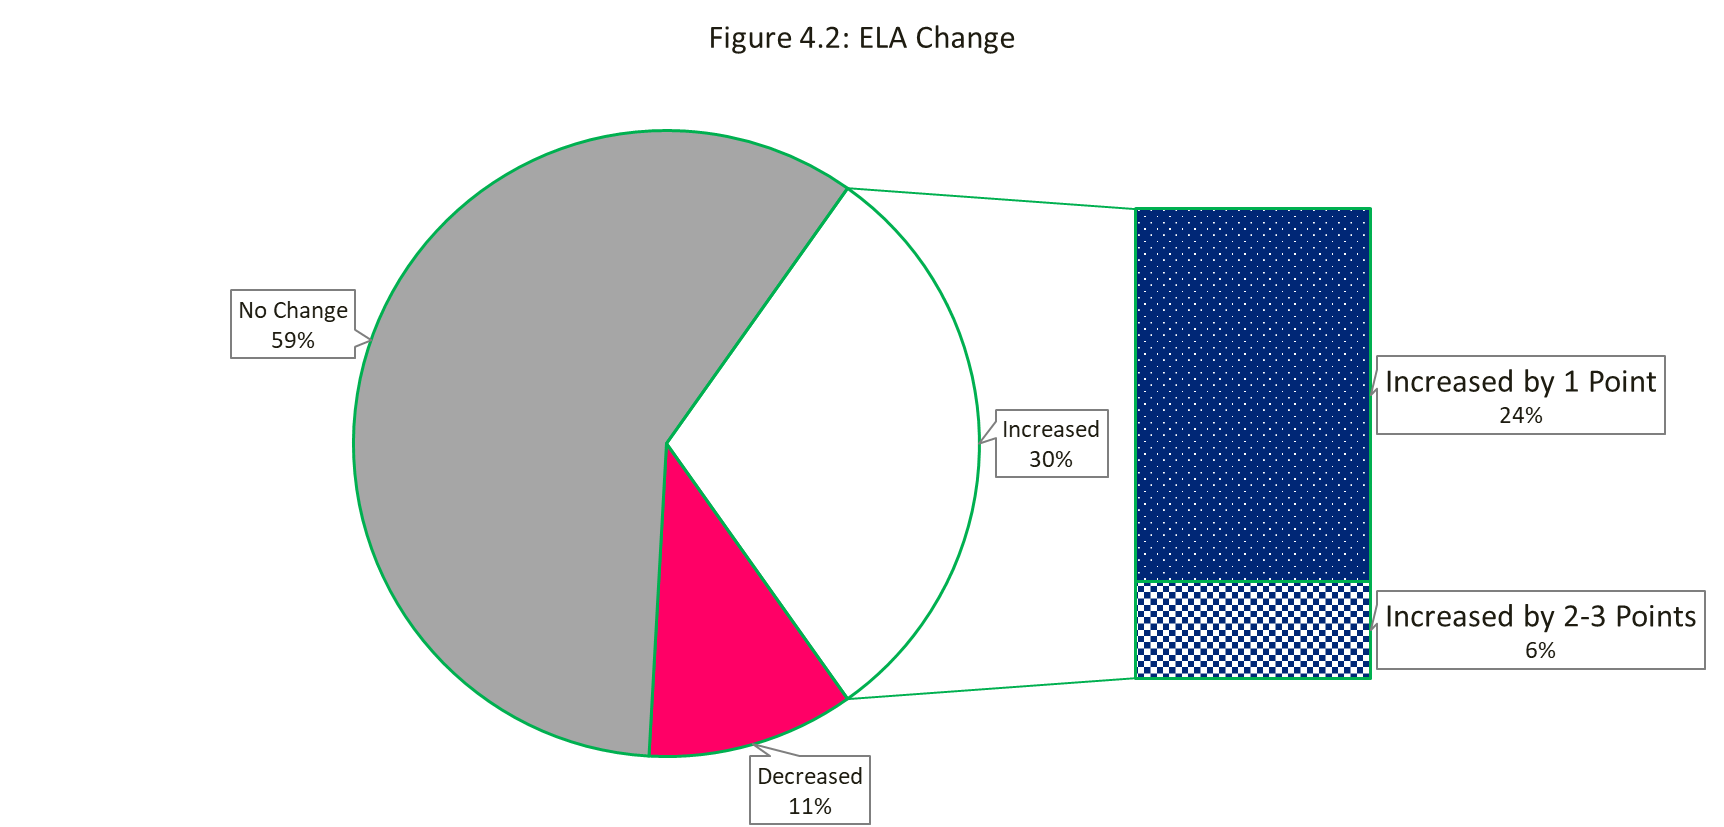 Figure 4.2: ELA Change
No Change
59%
Increased
30%
Decreased
11%
Increased by 1 Point
24%
Increased by 2-3 Points
6%